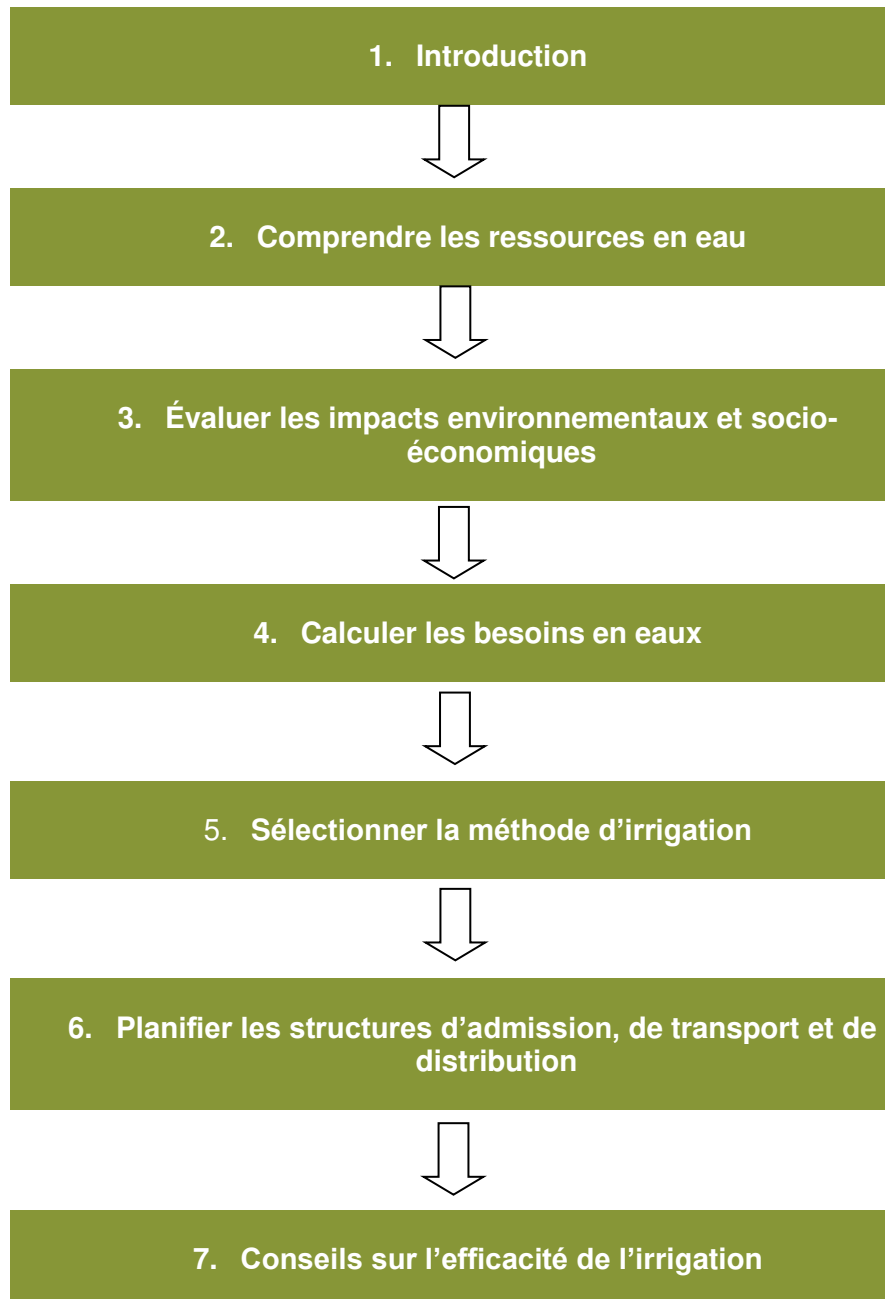 1. Introduction
2. Comprendre les ressources en eau
3. Évaluer les impacts environnementaux et socio-
économiques
4. Calculer les besoins en eaux
5. Sélectionner la méthode d’irrigation
6. Planifier les structures d’admission, de transport et de
distribution
7. Conseils sur l’efficacité de l’irrigation